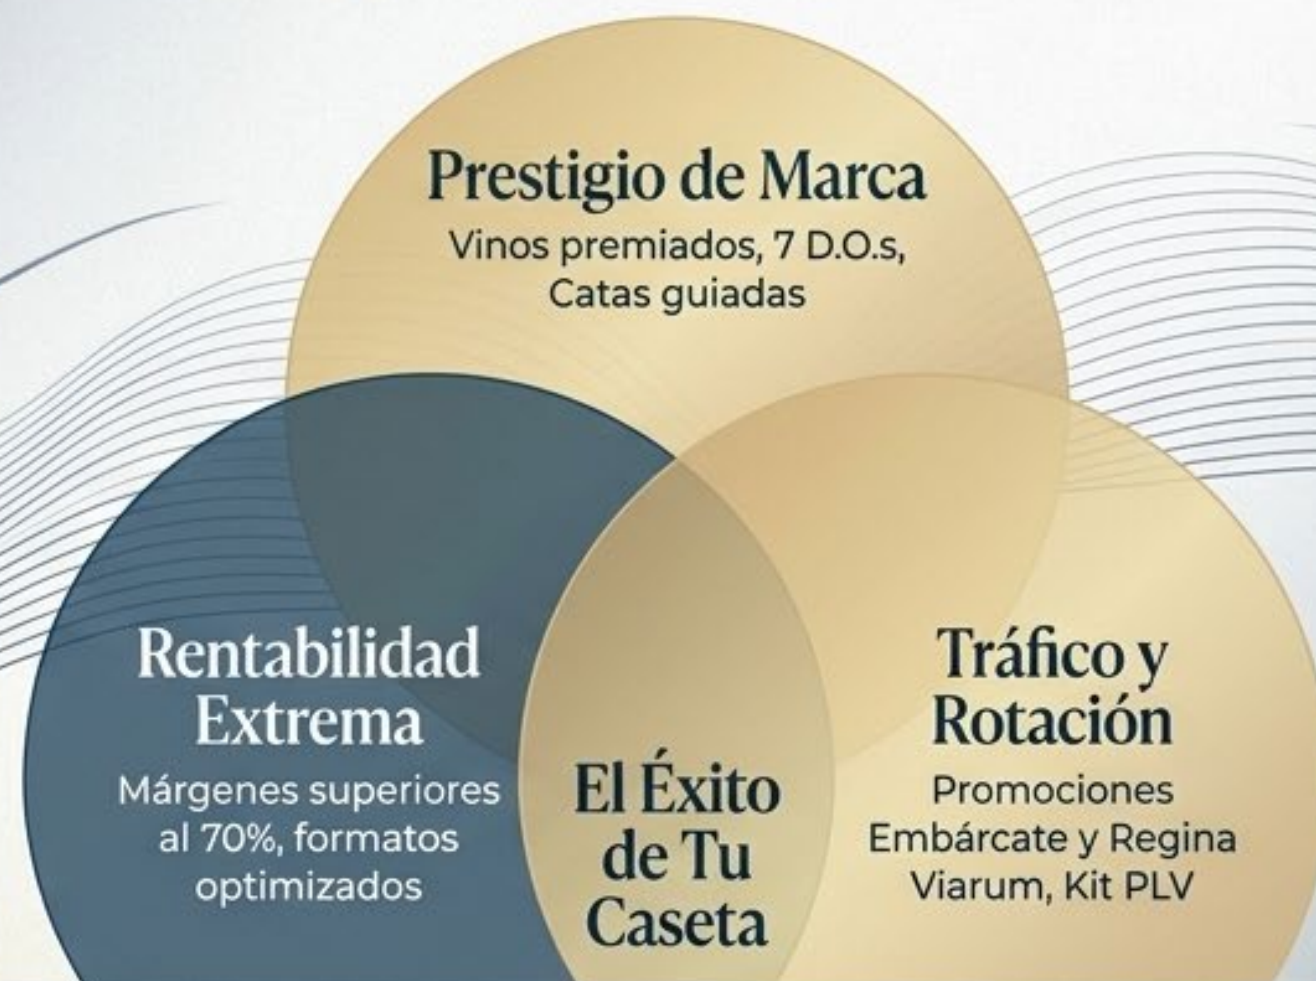 Prestigio de Marca
Vinos premiados, 7 D.O.s,
Catas guiadas
Rentabilidad
Extrema
Márgenes superiores
al 70%, formatos
optimizados
El Éxito
de Tu
Caseta
Tráfico y
Rotación
Promociones
Embárcate y Regina
Viarum, Kit PLV